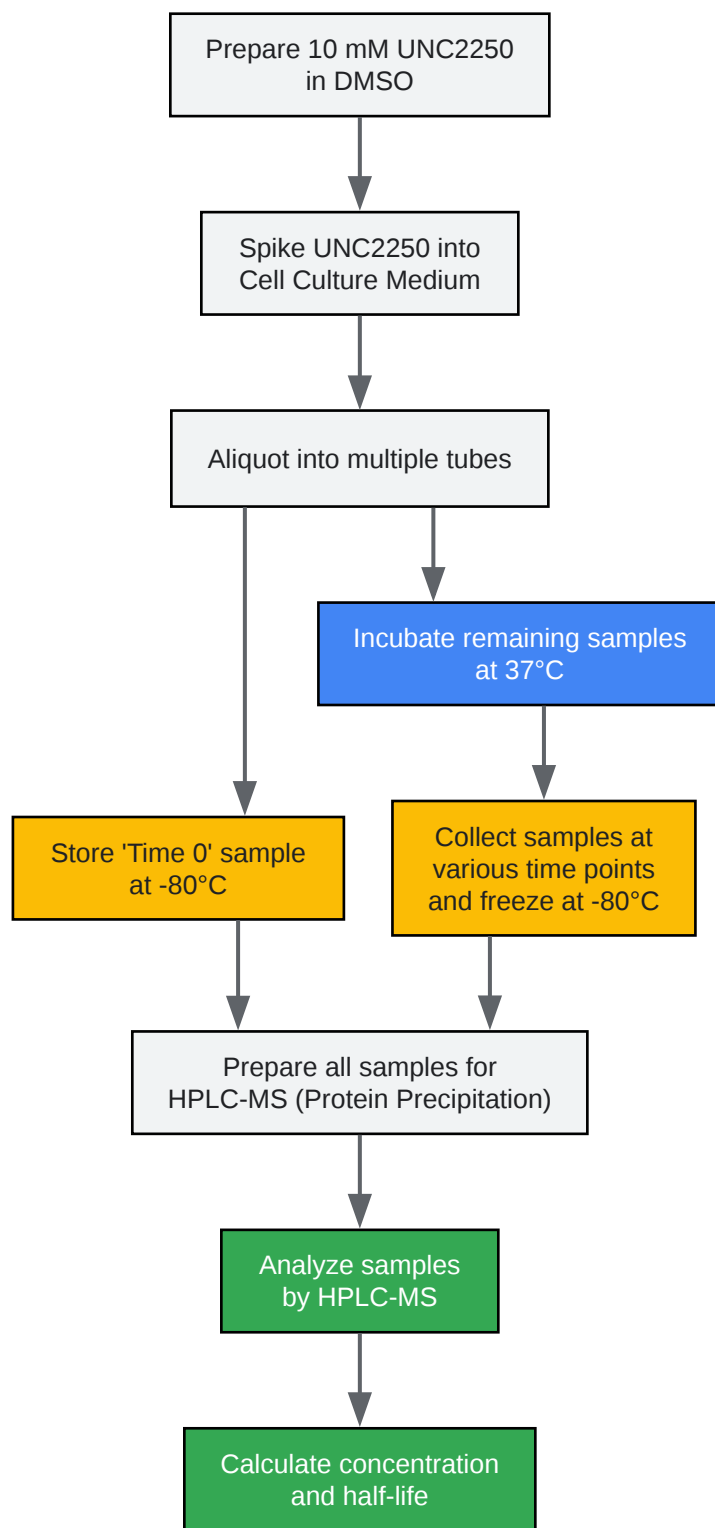 Prepare 10 mM UNC2250
in DMSO
Spike UNC2250 into
Cell Culture Medium
Aliquot into multiple tubes
Incubate remaining samples
at 37°C
Store 'Time 0' sample
at -80°C
Collect samples at
various time points
and freeze at -80°C
Prepare all samples for
HPLC-MS (Protein Precipitation)
Analyze samples
by HPLC-MS
Calculate concentration
and half-life